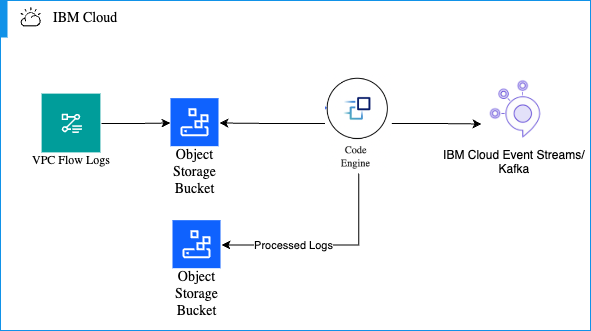 IBM Cloud
VPC Flow Logs
Object
Storage
Bucket
Code
Engine
IBM Cloud Event Streams/
Kafka
Processed Logs
Object
Storage
Bucket